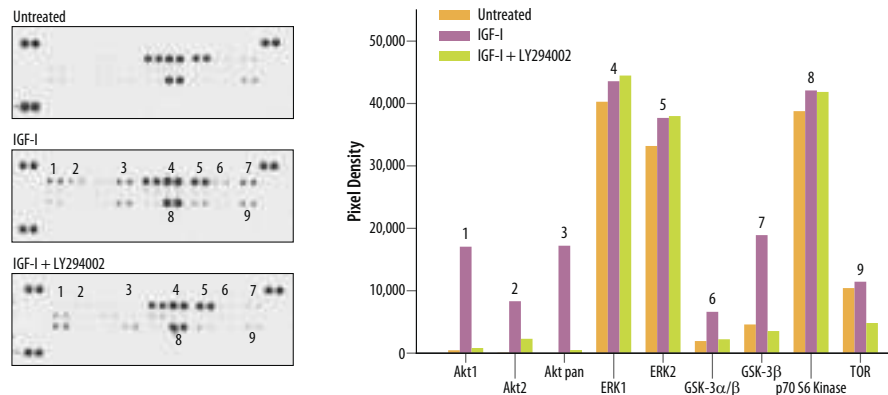 Untreated
IGF-I
1 2 3 4 5 6 7
8 9
IGF-I + LY294002
1 2 3 4 5 6 7
8 9
Untreated
IGF-I
IGF-I + LY294002
Pixel Density
50,000
40,000
30,000
20,000
10,000
0
1 2 3 4 5 6 7 8 9
Akt1
Akt2
Akt pan
ERK1
ERK2
GSK-3α/β
GSK-3β
p70 S6 Kinase
TOR